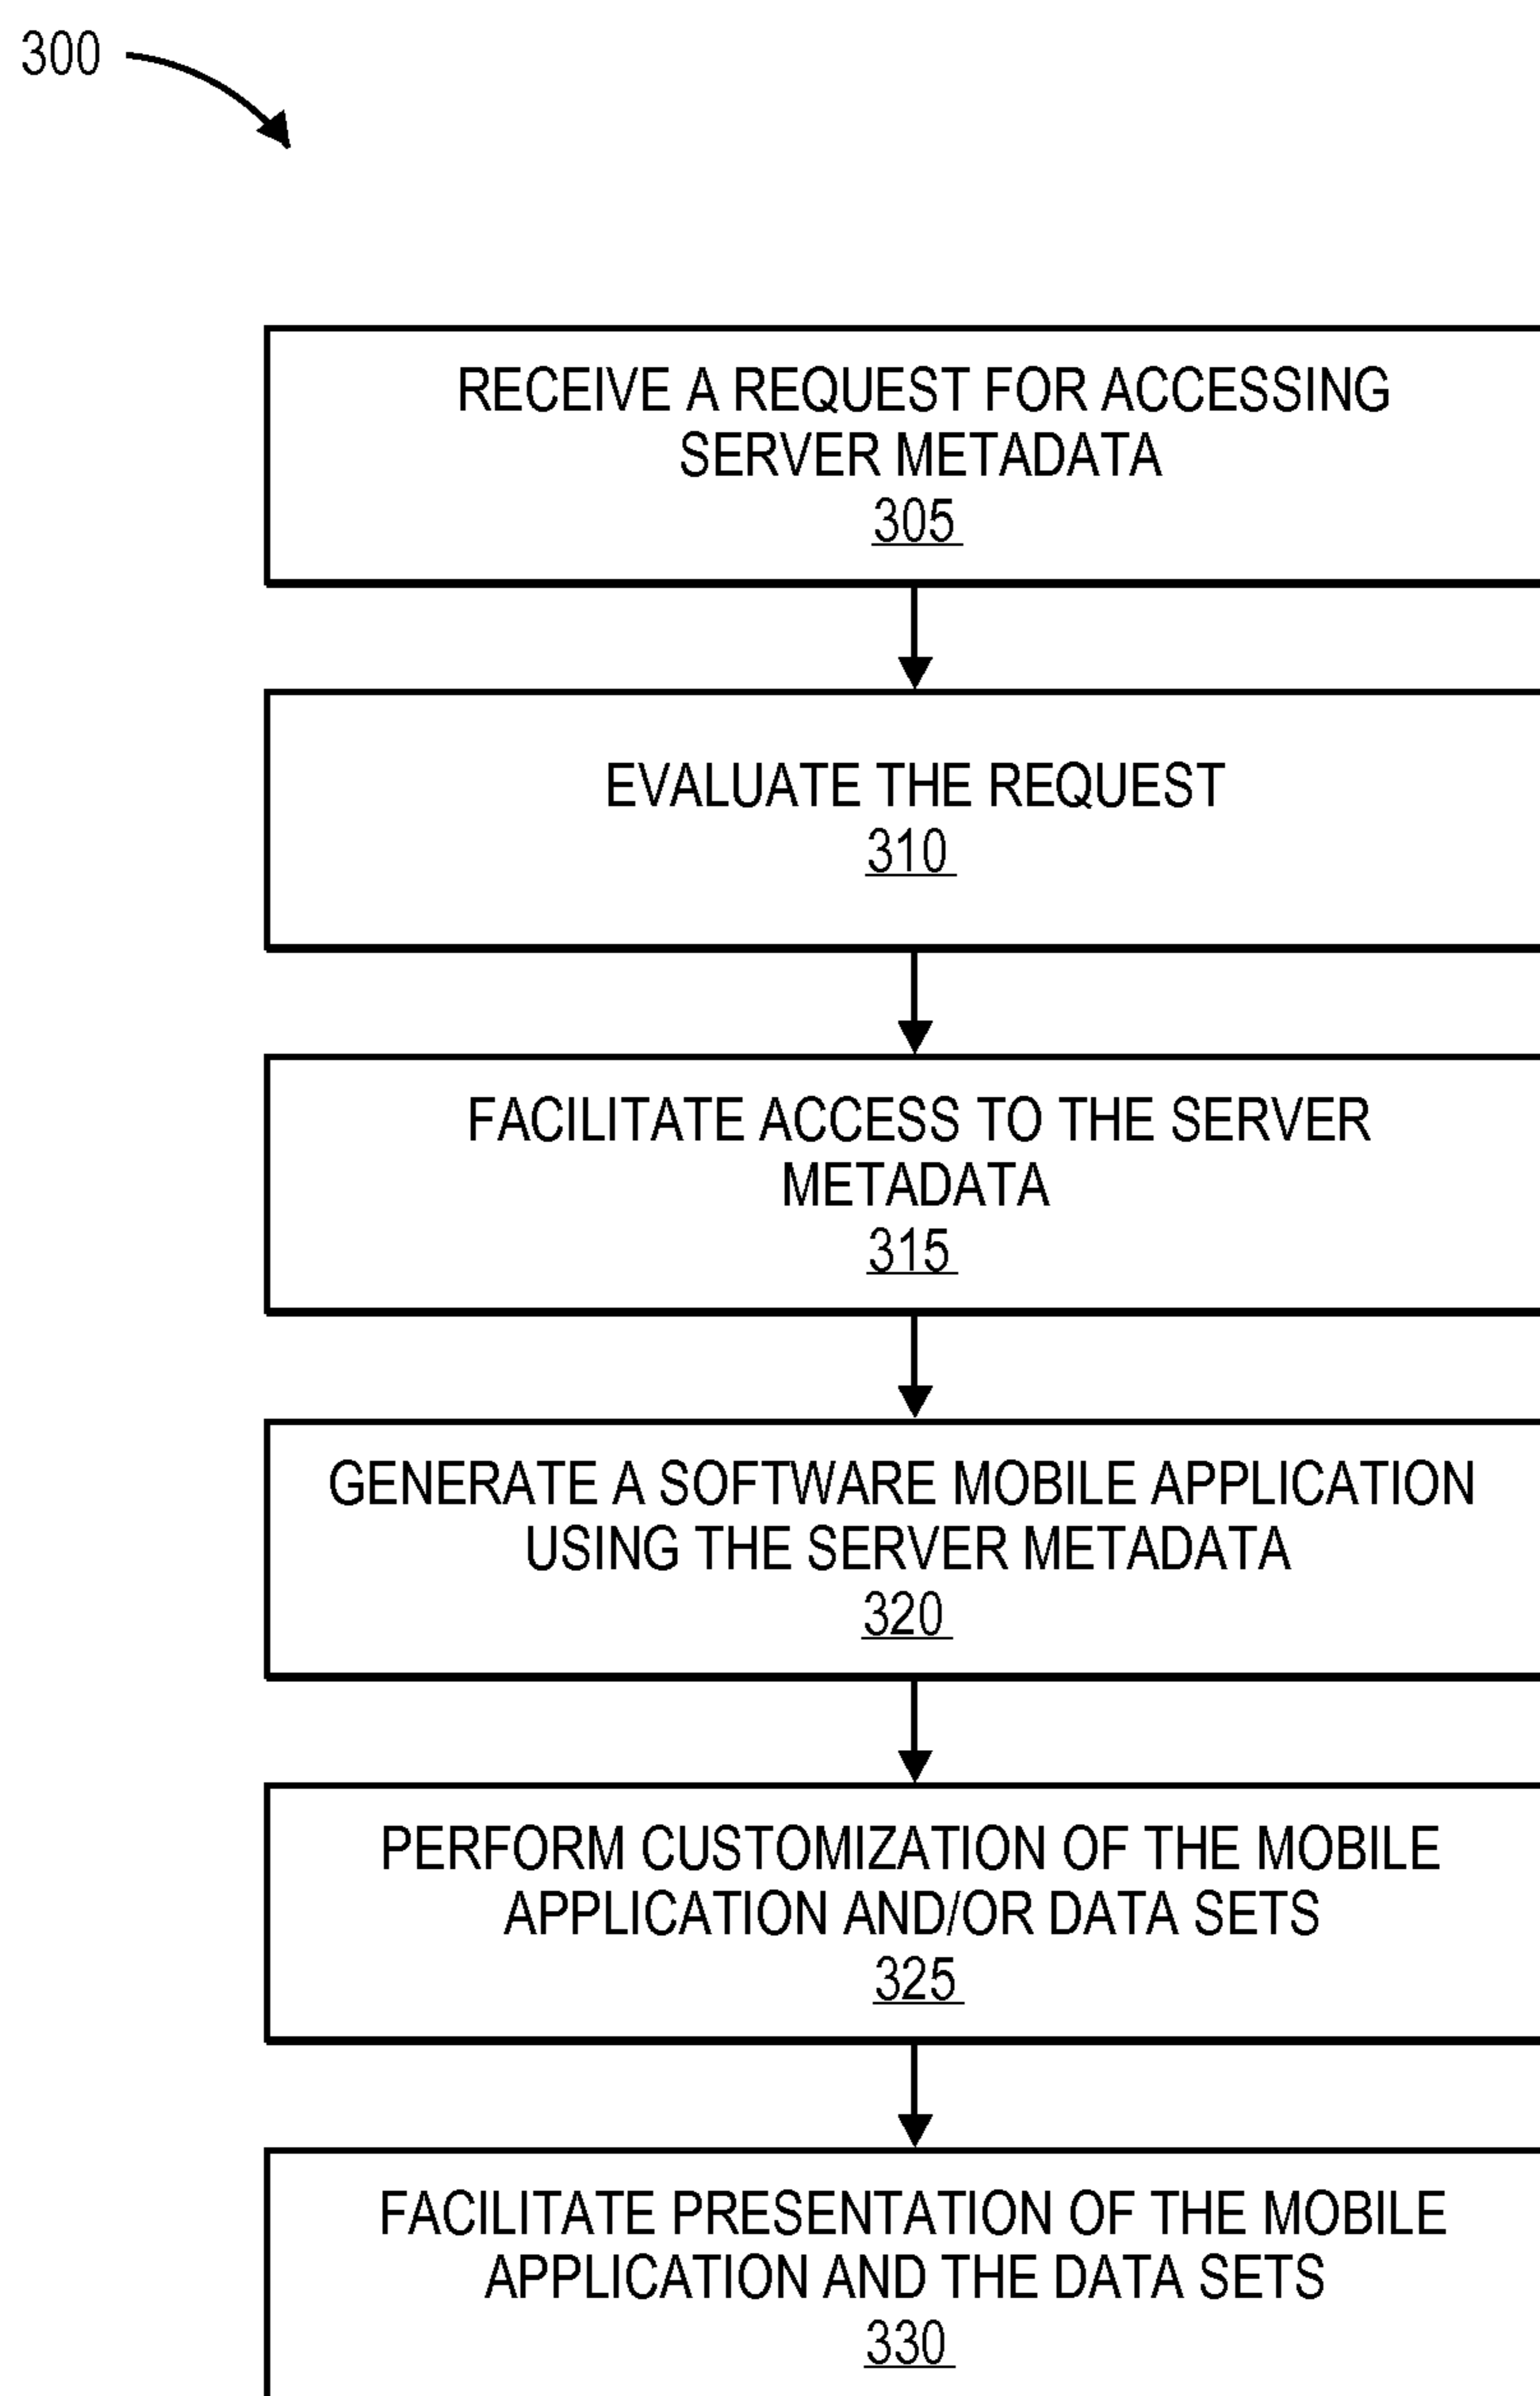 300
RECEIVE A REQUEST FOR ACCESSING
SERVER METADATA
305
EVALUATE THE REQUEST
310
FACILITATE ACCESS TO THE SERVER
METADATA
315
GENERATE A SOFTWARE MOBILE APPLICATION
USING THE SERVER METADATA
320
PERFORM CUSTOMIZATION OF THE MOBILE
APPLICATION AND/OR DATA SETS
325
FACILITATE PRESENTATION OF THE MOBILE
APPLICATION AND THE DATA SETS
330